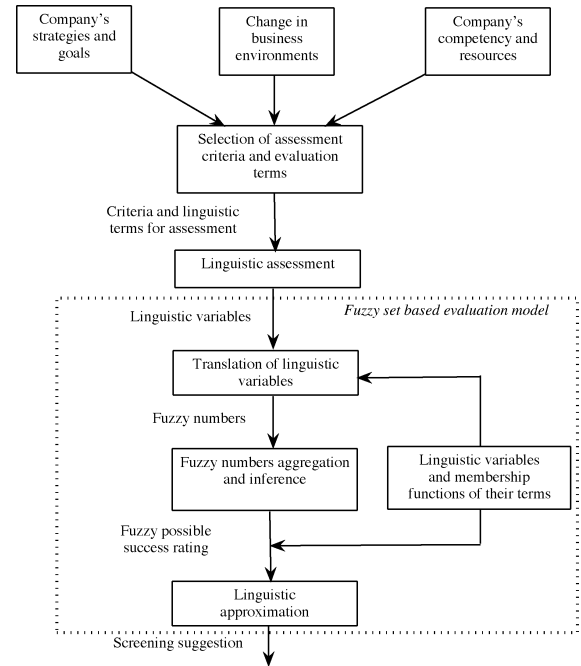 Company's
strategies and
goals
Change in
business
environments
Company's
competency and
resources
Selection of assessment
criteria and evaluation
terms
Criteria and linguistic
terms for assessment
Linguistic assessment
Fuzzy set based evaluation model
Linguistic variables
Translation of linguistic
variables
Fuzzy numbers
Fuzzy numbers aggregation
and inference
Linguistic variables
and membership
functions of their terms
Fuzzy possible
success rating
Linguistic
approximation
Screening suggestion